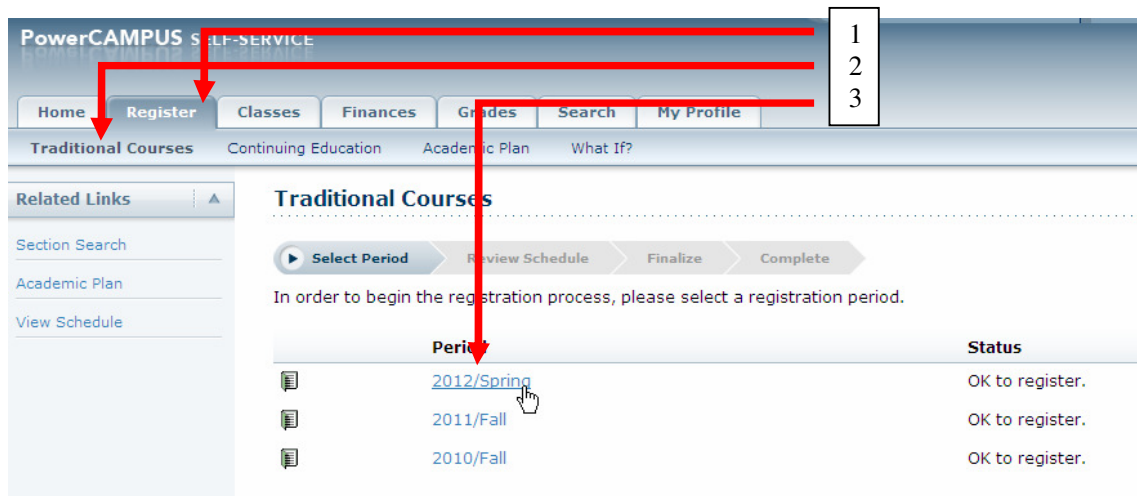 PowerCAMPUS SELF-SERVICE
1
2
3
Home Register Classes Finances Grades Search My Profile
Traditional Courses Continuing Education Academic Plan What If?
Related Links
Traditional Courses
Section Search
Academic Plan
View Schedule
Select Period Review Schedule Finalize Complete
In order to begin the registration process, please select a registration period.
Period Status
2012/Spring OK to register.
2011/Fall OK to register.
2010/Fall OK to register.